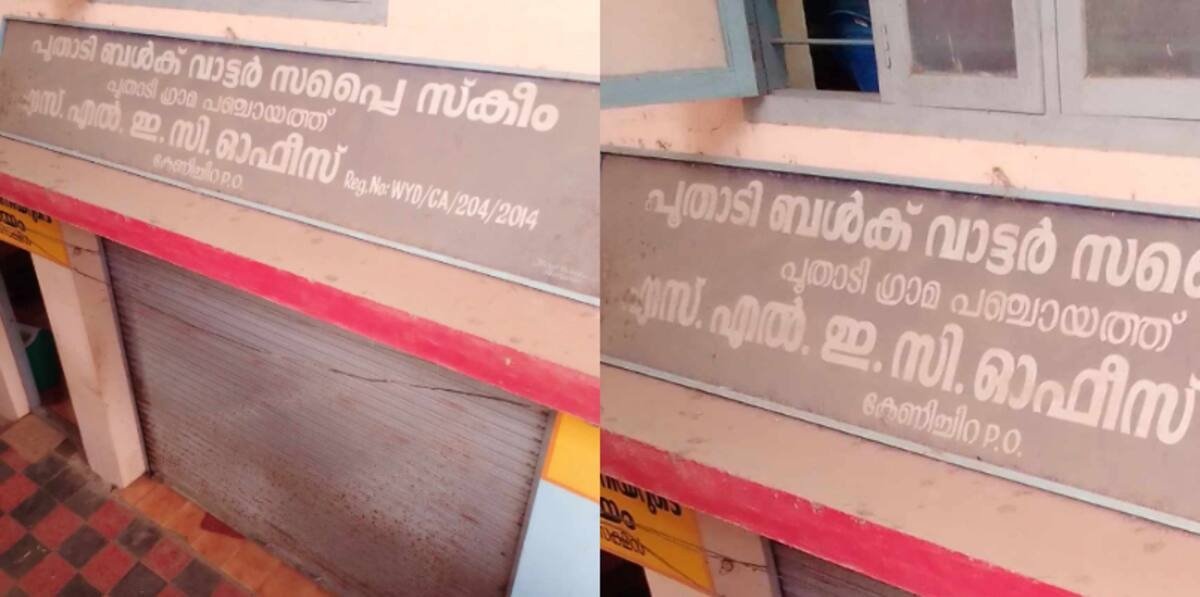 പൂതാടി ബൾക് വാട്ടർ സപ്ലൈ സ്കീം
പൂതാടി ഗ്രാമ പഞ്ചായത്ത്
എസ്. എൽ. ഇ. സി. ഓഫീസ്
കേണിച്ചിറ P.O.
Reg. No: WYD/CA/204/2014
പൂതാടി ബൾക് വാട്ടർ
പൂതാടി ഗ്രാമ പഞ്ചായത്ത്
എസ്. എൽ. ഇ. സി. ഓഫീസ്
കേണിച്ചിറ P.O.